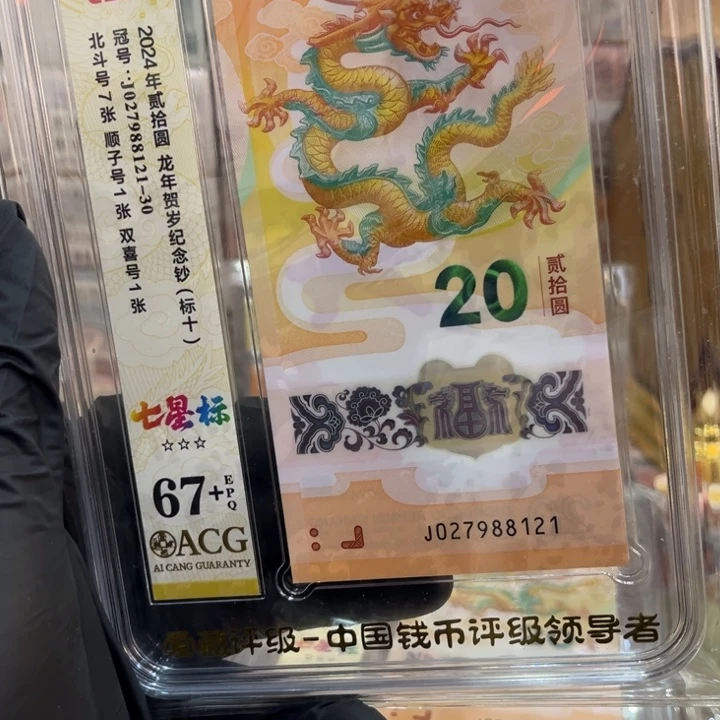 2024年贰拾圆 龙年贺岁纪念钞(标十)
冠号:J027988121-30
北斗号7张 顺子号1张 双喜号1张
七星标
☆☆☆
67+EPQ
ACG
AI CANG GUARANTY
20
贰拾圆
福
J027988121
评级-中国钱币评级领导者